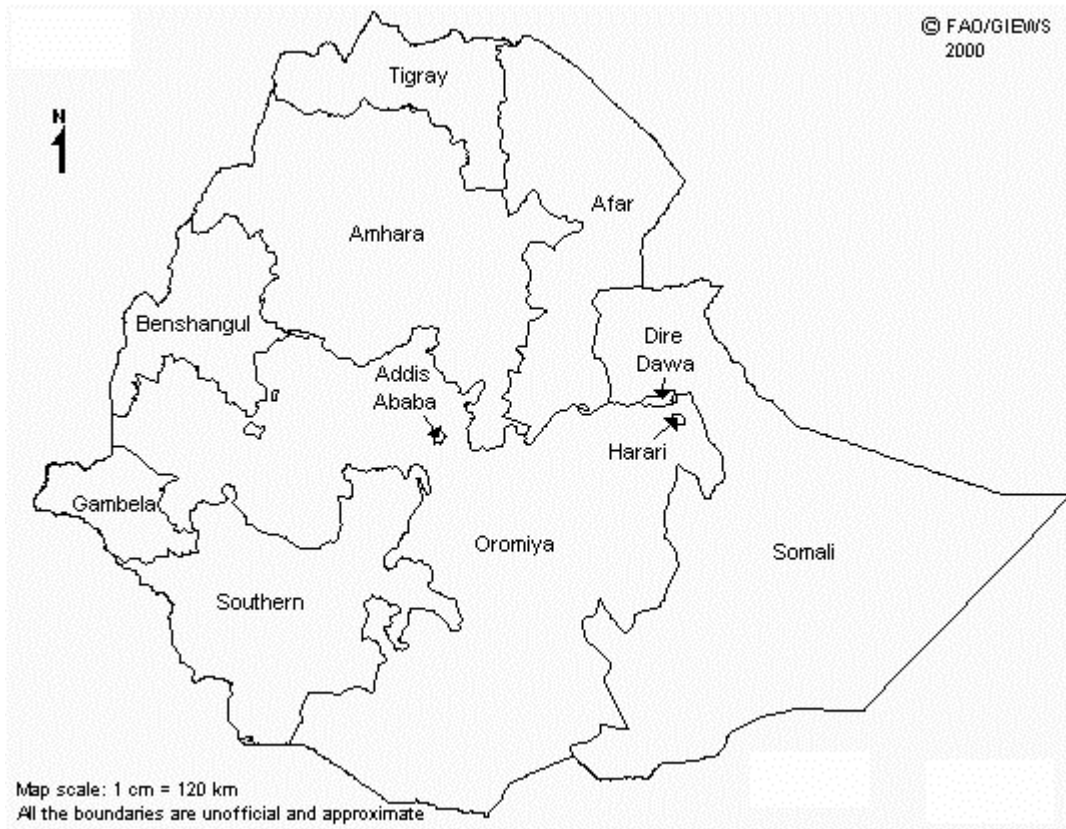 © FAO/GIEWS
2000
N
Tigray
Afar
Amhara
Benshangul
Dire
Dawa
Addis
Ababa
Harari
Gambela
Oromiya
Somali
Southern
Map scale: 1 cm = 120 km
All the boundaries are unofficial and approximate